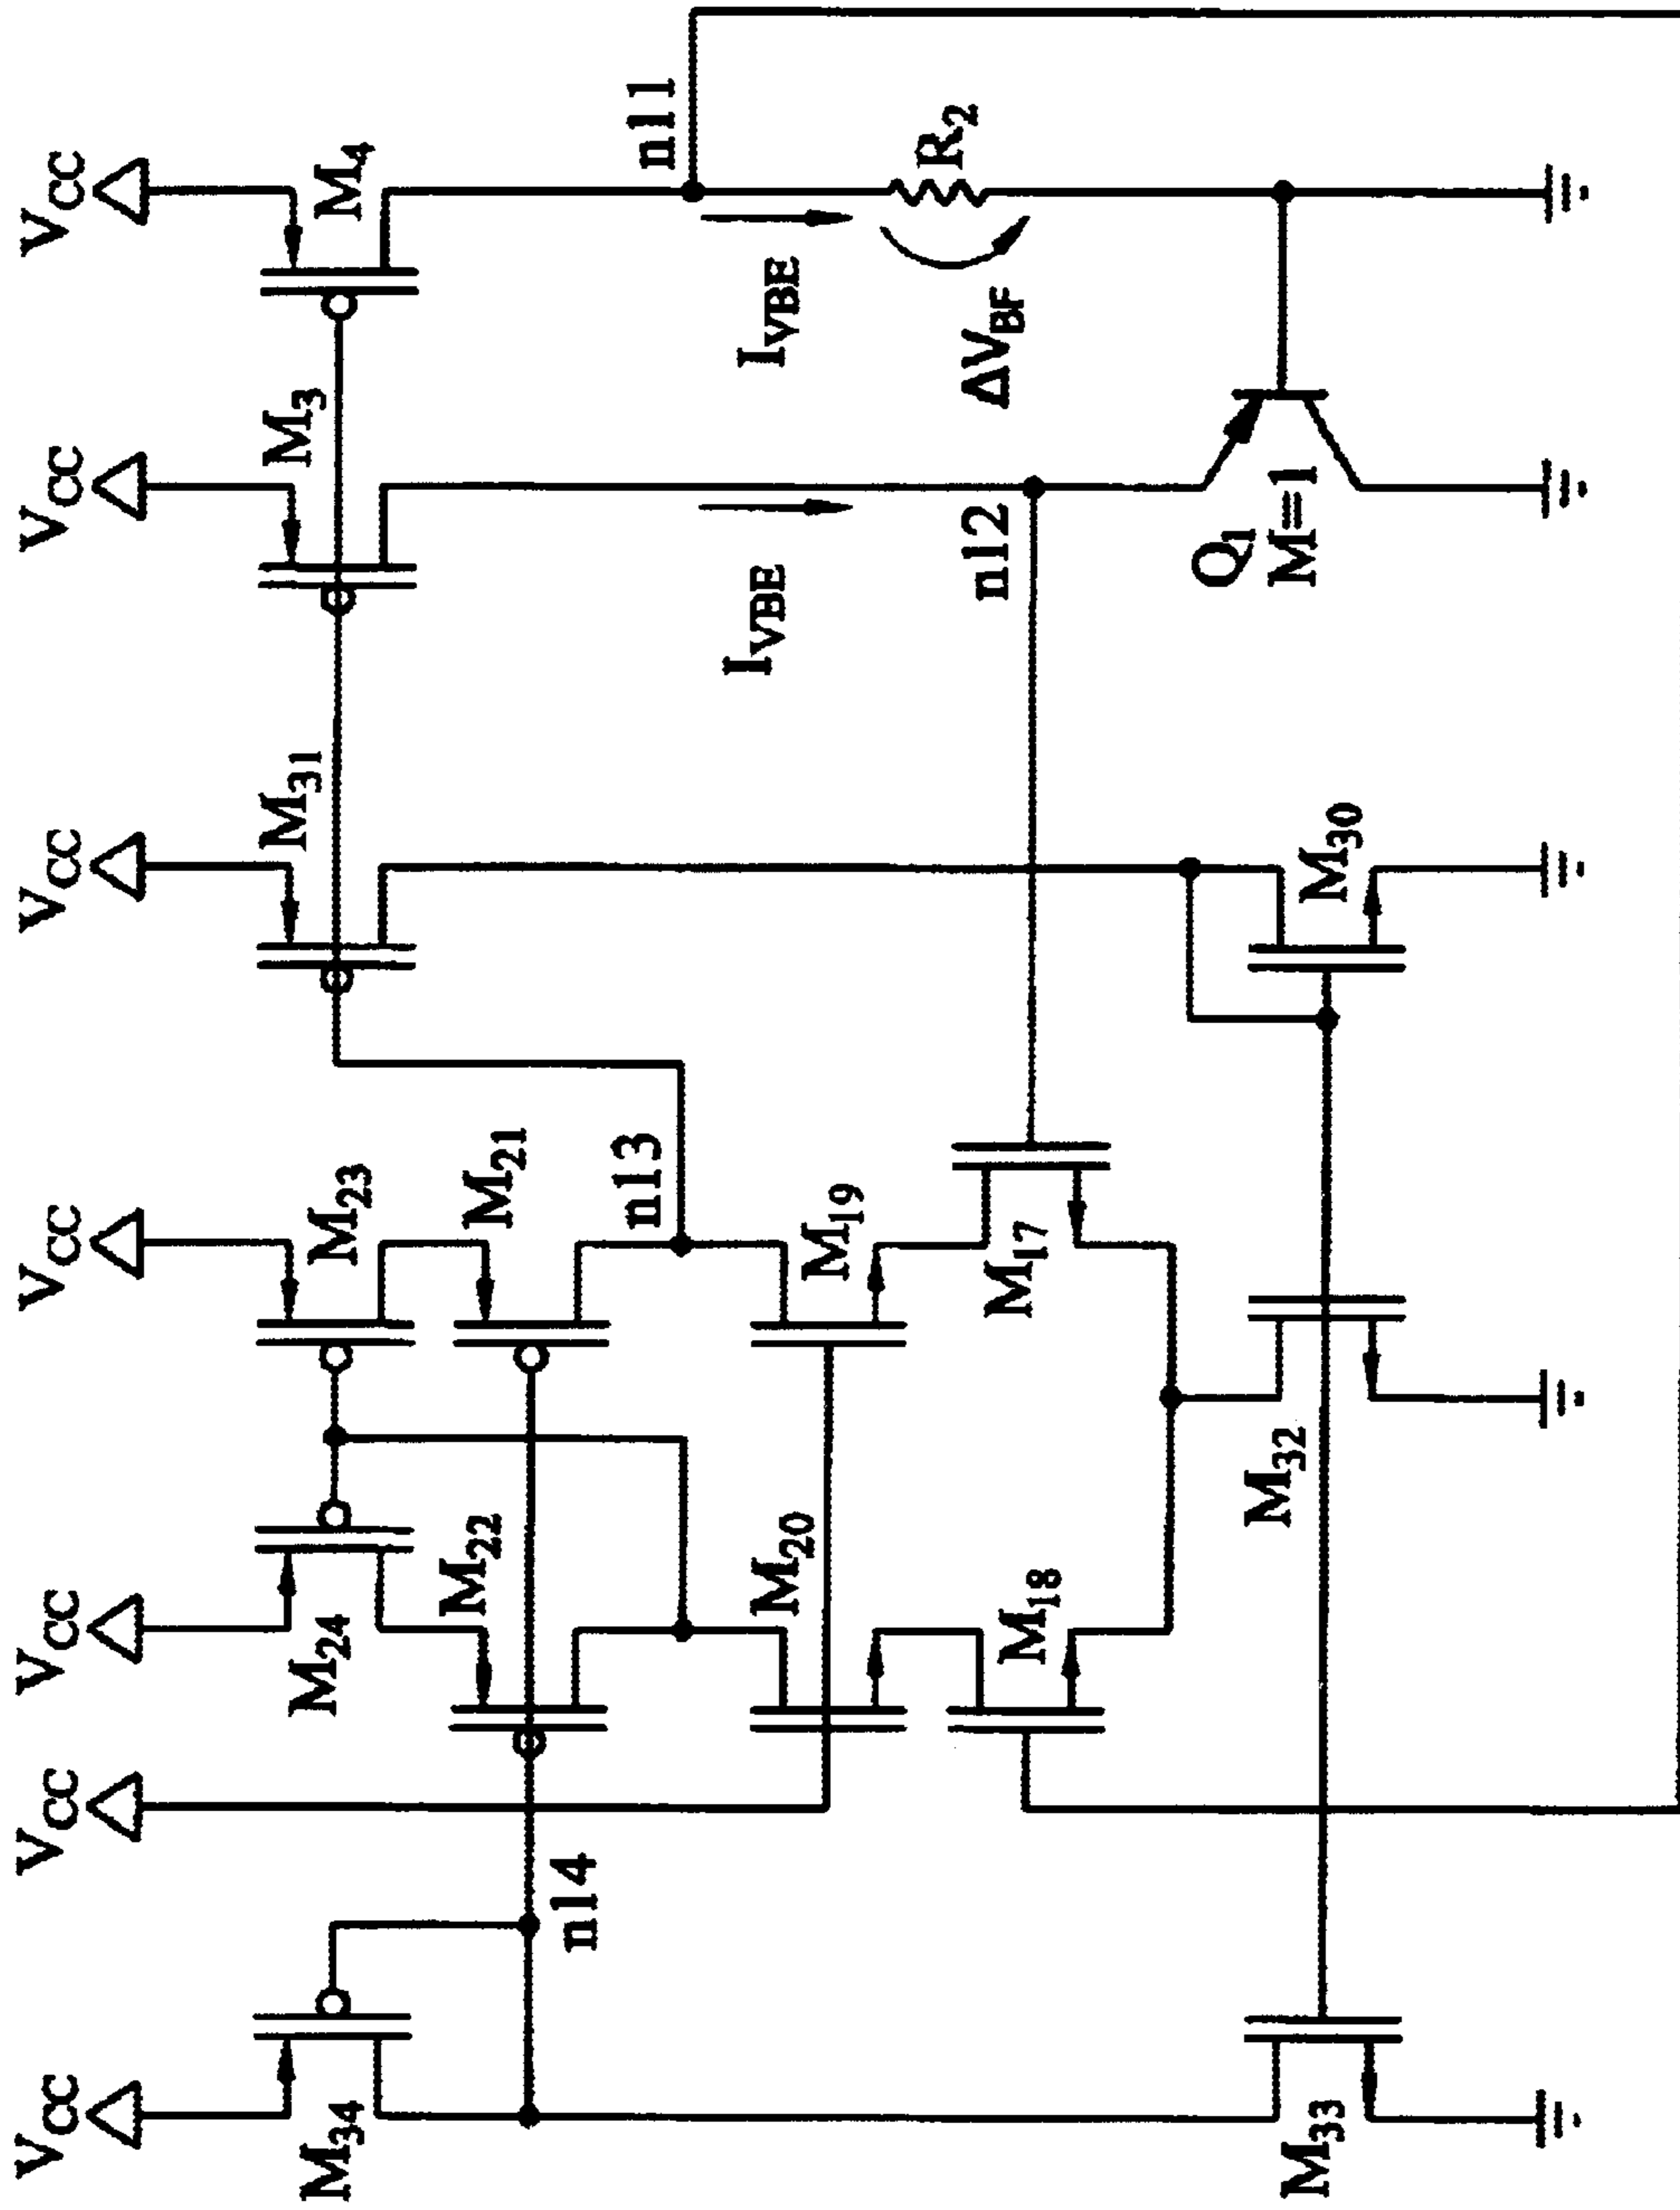 VCC
VCC
VCC
VCC
VCC
VCC
VCC
M34
M24
M23
M31
M3
M4
M22
M21
n14
n13
n11
M20
M19
IVBE
IVBE
R2
ΔVBF
M18
M17
n12
Q1
M=1
M33
M32
M30